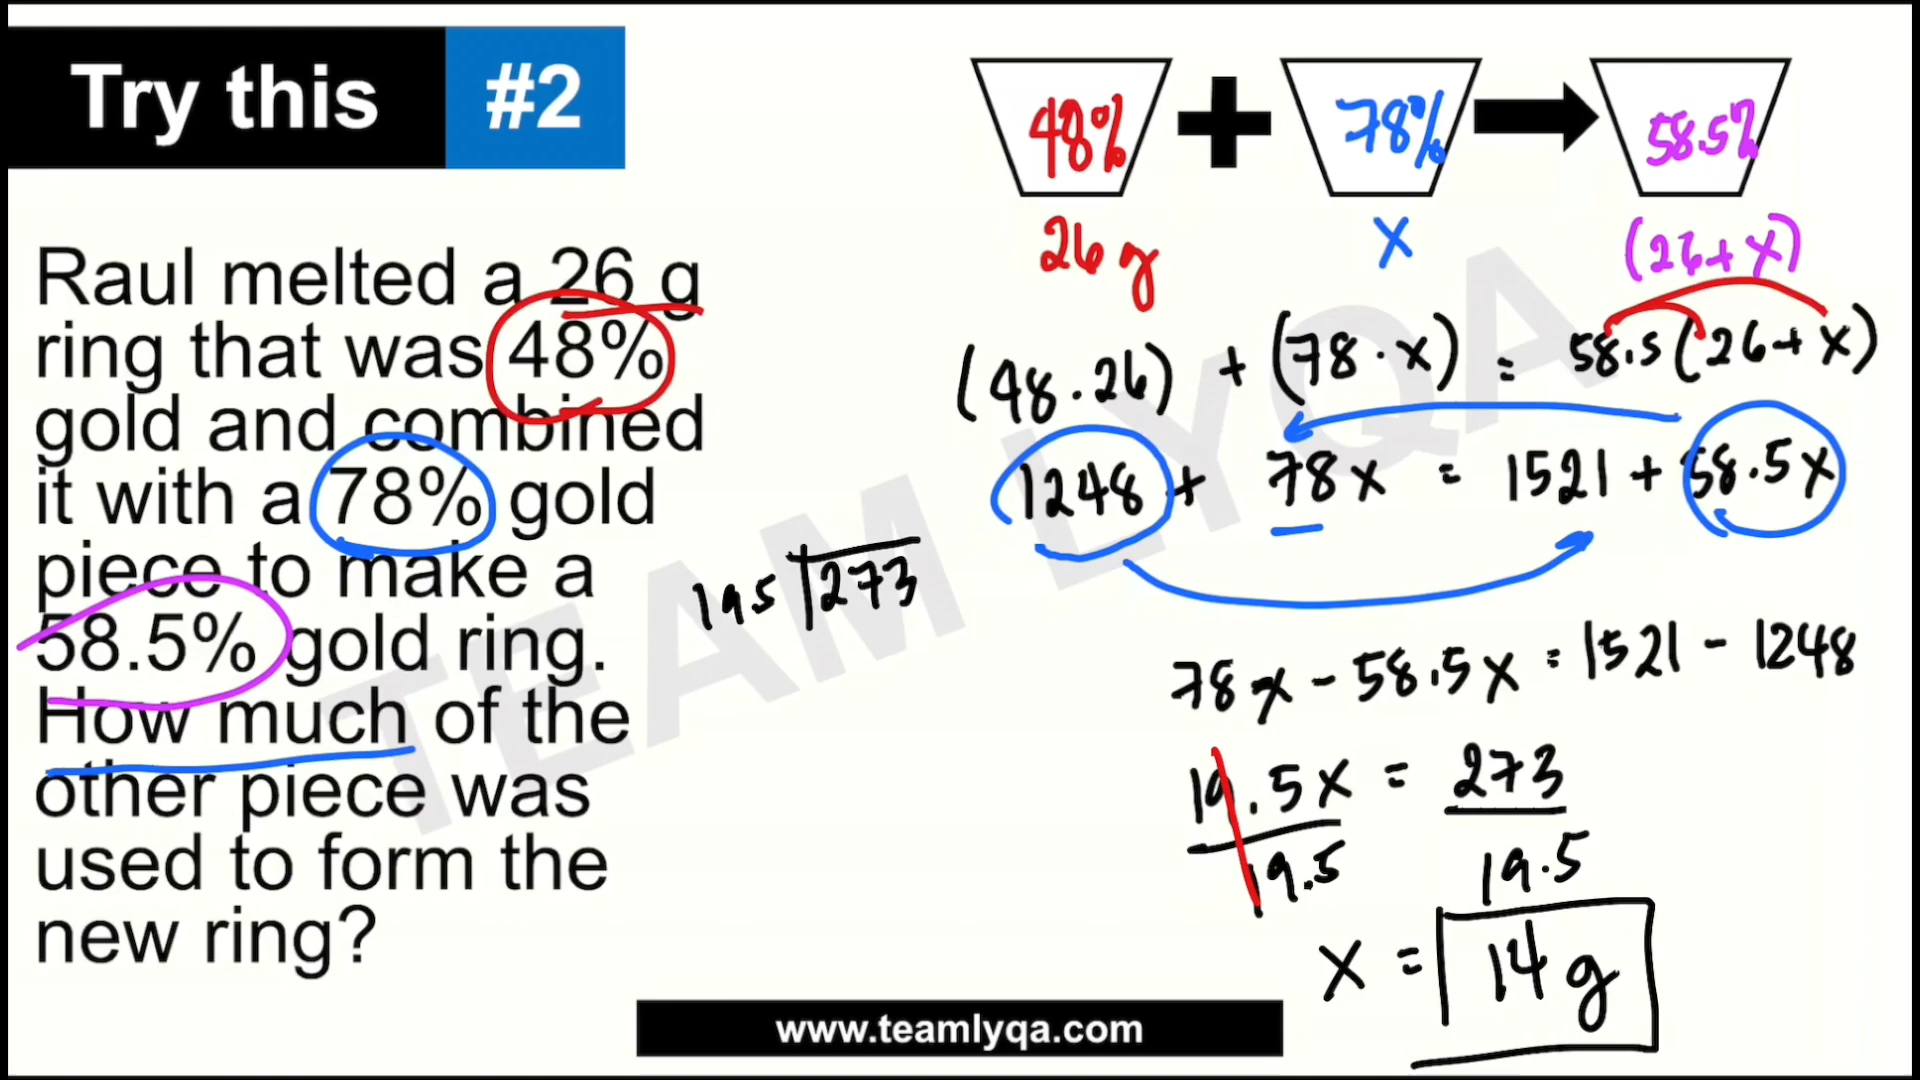 Try this #2
48% 78% 58.5%
26 g x (26+x)
Raul melted a 26 g
ring that was 48%
gold and combined
it with a 78% gold
piece to make a
58.5% gold ring.
How much of the
other piece was
used to form the
new ring?
(48.26) + (78 · x) = 58.5 (26+x)
1248 + 78x = 1521 + 58.5x
195 273
78x - 58.5x = 1521 - 1248
19.5x = 273
19.5 19.5
x = 14 g
TEAM LYQA
www.teamlyqa.com